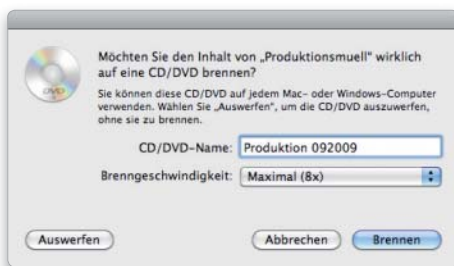 Möchten Sie den Inhalt von „Produktionsmuell“ wirklich
auf eine CD/DVD brennen?
Sie können diese CD/DVD auf jedem Mac- oder Windows-Computer
verwenden. Wählen Sie „Auswerfen“, um die CD/DVD auszuwerfen,
ohne sie zu brennen.
CD/DVD-Name: Produktion 092009
Brenngeschwindigkeit: Maximal (8x)
Auswerfen Abbrechen Brennen
DVD